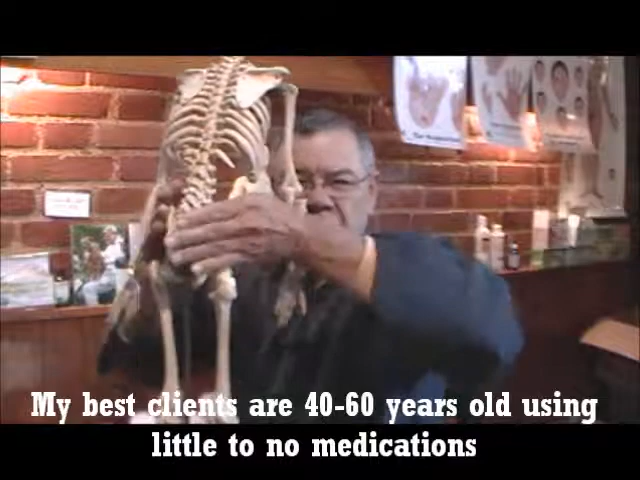 My best clients are 40-60 years old using
little to no medications